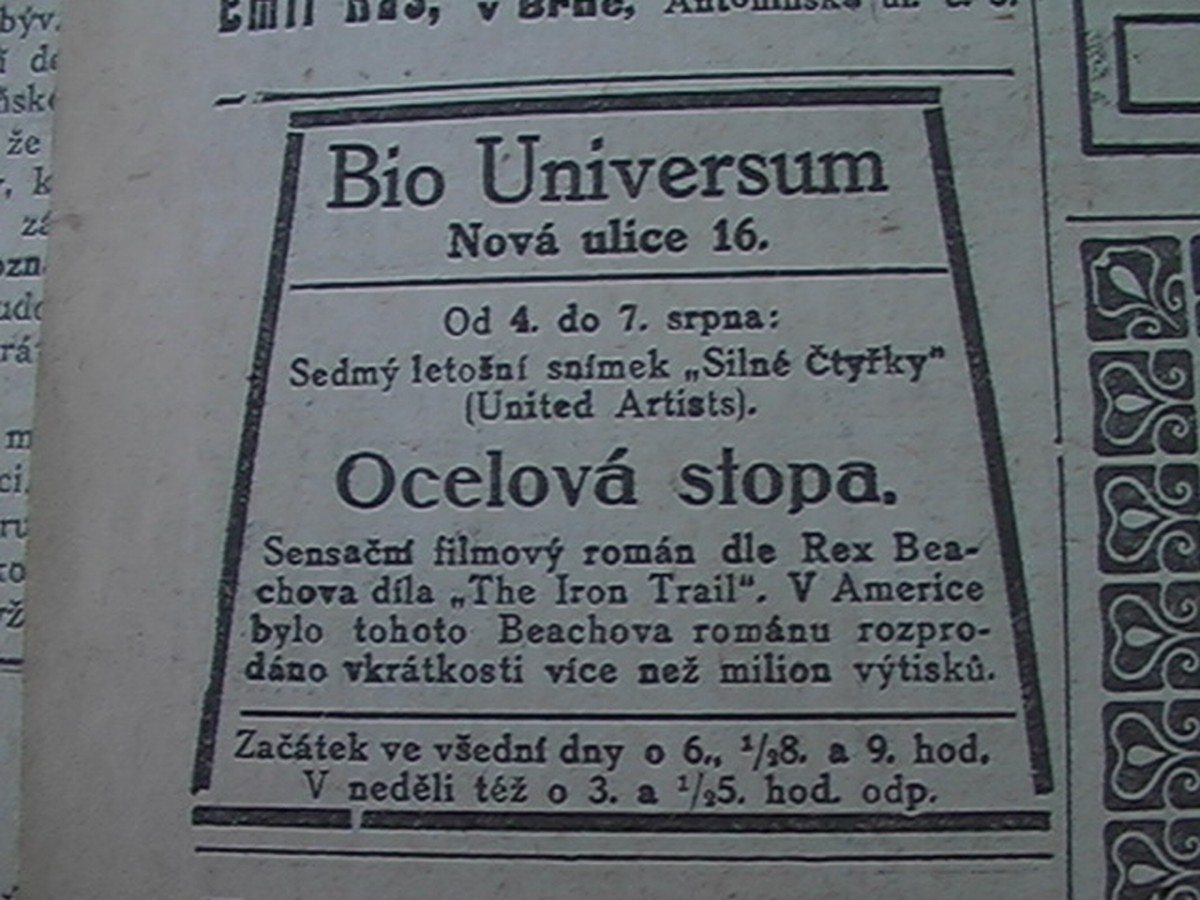 v Brně,
Bio Universum
Nová ulice 16.
Od 4. do 7. srpna:
Sedmý letošní snímek „Silné Čtyřky"
(United Artists).
Ocelová stopa.
Sensační filmový román dle Rex Bea-
chova díla „The Iron Trail". V Americe
bylo tohoto Beachova románu rozpro-
dáno vkrátkosti více než milion výtisků.
Začátek ve všední dny o 6., ½8. a 9. hod.
V neděli též o 3. a ½5. hod. odp.
že